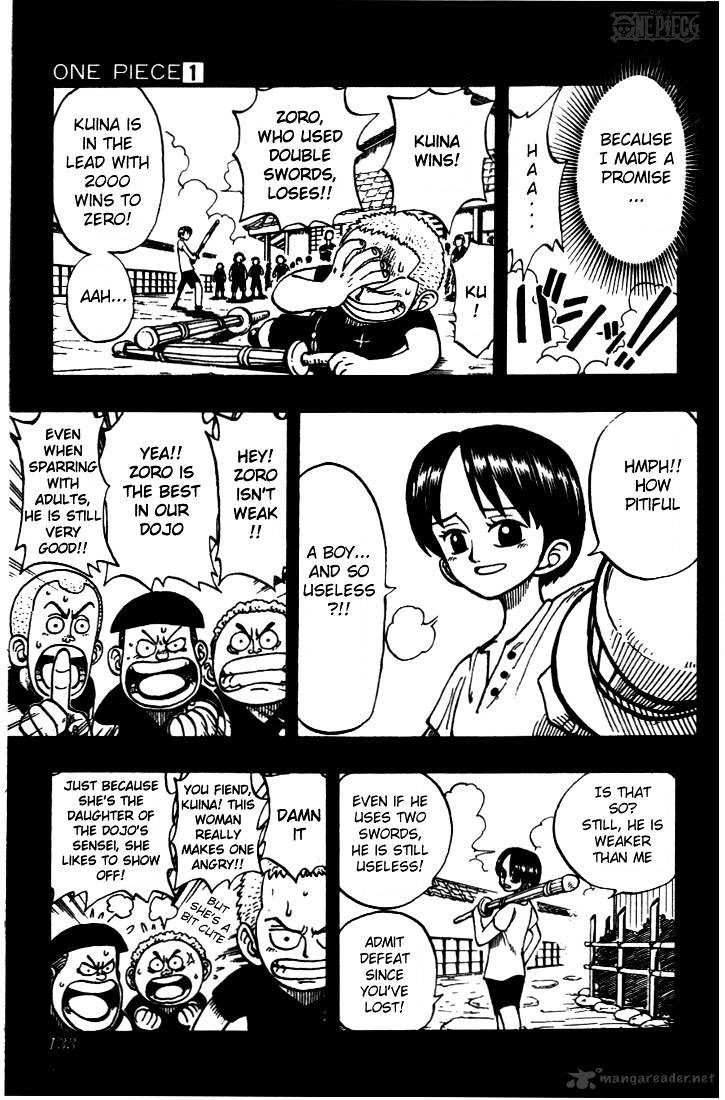 ワンピース
ONE PIECE
ONE PIECE 1
BECAUSE
I MADE A
PROMISE
...
HAA...
KUINA
WINS!
KU
!
ZORO,
WHO USED
DOUBLE
SWORDS,
LOSES!!
KUINA IS
IN THE
LEAD WITH
2000
WINS TO
ZERO!
AAH...
HMPH!!
HOW
PITIFUL
A BOY...
AND SO
USELESS
?!!
HEY!
ZORO
ISN'T
WEAK
!!
YEA!!
ZORO IS
THE BEST
IN OUR
DOJO
EVEN
WHEN
SPARRING
WITH
ADULTS,
HE IS STILL
VERY
GOOD!!
IS THAT
SO?
STILL, HE IS
WEAKER
THAN ME
EVEN IF HE
USES TWO
SWORDS,
HE IS STILL
USELESS!
ADMIT
DEFEAT
SINCE
YOU'VE
LOST!
DAMN
IT
YOU FIEND,
KUINA! THIS
WOMAN
REALLY
MAKES ONE
ANGRY!!
BUT
SHE'S A
BIT CUTE
JUST BECAUSE
SHE'S THE
DAUGHTER OF
THE DOJO'S
SENSEI, SHE
LIKES TO SHOW
OFF!
133
mangareader.net